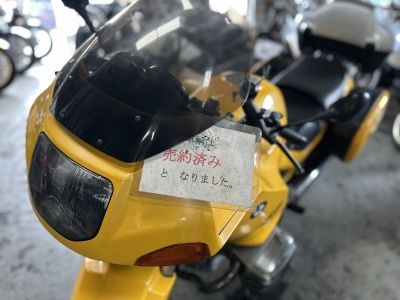 売約済み
と なりました。